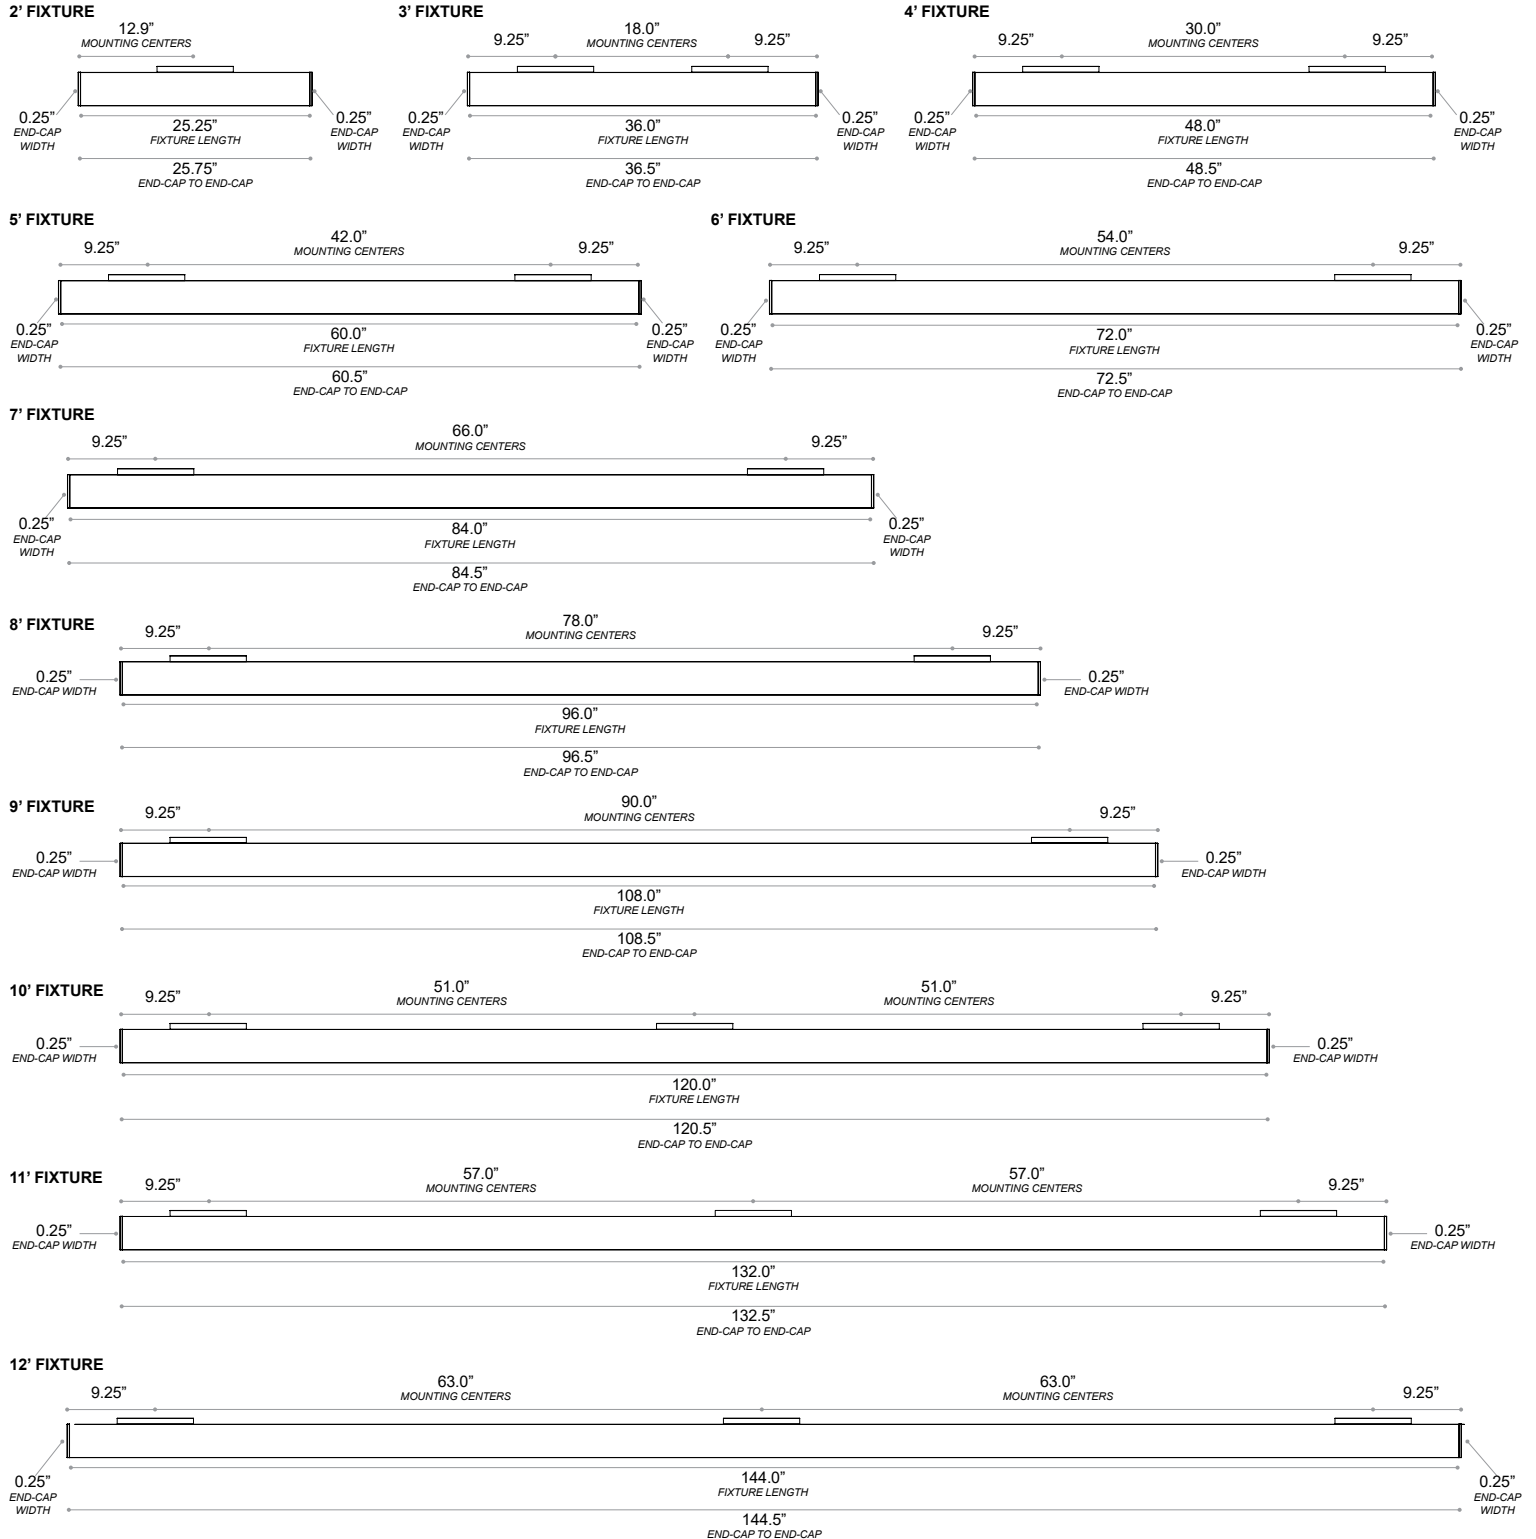 2’ FIXTURE
12.9”
MOUNTING CENTERS
0.25”
END-CAP
WIDTH
25.25”
FIXTURE LENGTH
0.25”
END-CAP
WIDTH
25.75”
END-CAP TO END-CAP
3’ FIXTURE
9.25”
18.0”
MOUNTING CENTERS
9.25”
0.25”
END-CAP
WIDTH
36.0”
FIXTURE LENGTH
0.25”
END-CAP
WIDTH
36.5”
END-CAP TO END-CAP
4’ FIXTURE
9.25”
30.0”
MOUNTING CENTERS
9.25”
0.25”
END-CAP
WIDTH
48.0”
FIXTURE LENGTH
0.25”
END-CAP
WIDTH
48.5”
END-CAP TO END-CAP
5’ FIXTURE
9.25”
42.0”
MOUNTING CENTERS
9.25”
0.25”
END-CAP
WIDTH
60.0”
FIXTURE LENGTH
0.25”
END-CAP
WIDTH
60.5”
END-CAP TO END-CAP
6’ FIXTURE
9.25”
54.0”
MOUNTING CENTERS
9.25”
0.25”
END-CAP
WIDTH
72.0”
FIXTURE LENGTH
0.25”
END-CAP
WIDTH
72.5”
END-CAP TO END-CAP
7’ FIXTURE
9.25”
66.0”
MOUNTING CENTERS
9.25”
0.25”
END-CAP
WIDTH
84.0”
FIXTURE LENGTH
0.25”
END-CAP
WIDTH
84.5”
END-CAP TO END-CAP
8’ FIXTURE
9.25”
78.0”
MOUNTING CENTERS
9.25”
0.25”
END-CAP WIDTH
0.25”
END-CAP WIDTH
96.0”
FIXTURE LENGTH
96.5”
END-CAP TO END-CAP
9’ FIXTURE
9.25”
90.0”
MOUNTING CENTERS
9.25”
0.25”
END-CAP WIDTH
0.25”
END-CAP WIDTH
108.0”
FIXTURE LENGTH
108.5”
END-CAP TO END-CAP
10’ FIXTURE
9.25”
51.0”
MOUNTING CENTERS
51.0”
MOUNTING CENTERS
9.25”
0.25”
END-CAP WIDTH
0.25”
END-CAP WIDTH
120.0”
FIXTURE LENGTH
120.5”
END-CAP TO END-CAP
11’ FIXTURE
9.25”
57.0”
MOUNTING CENTERS
57.0”
MOUNTING CENTERS
9.25”
0.25”
END-CAP WIDTH
0.25”
END-CAP WIDTH
132.0”
FIXTURE LENGTH
132.5”
END-CAP TO END-CAP
12’ FIXTURE
9.25”
63.0”
MOUNTING CENTERS
63.0”
MOUNTING CENTERS
9.25”
0.25”
END-CAP
WIDTH
144.0”
FIXTURE LENGTH
0.25”
END-CAP
WIDTH
144.5”
END-CAP TO END-CAP